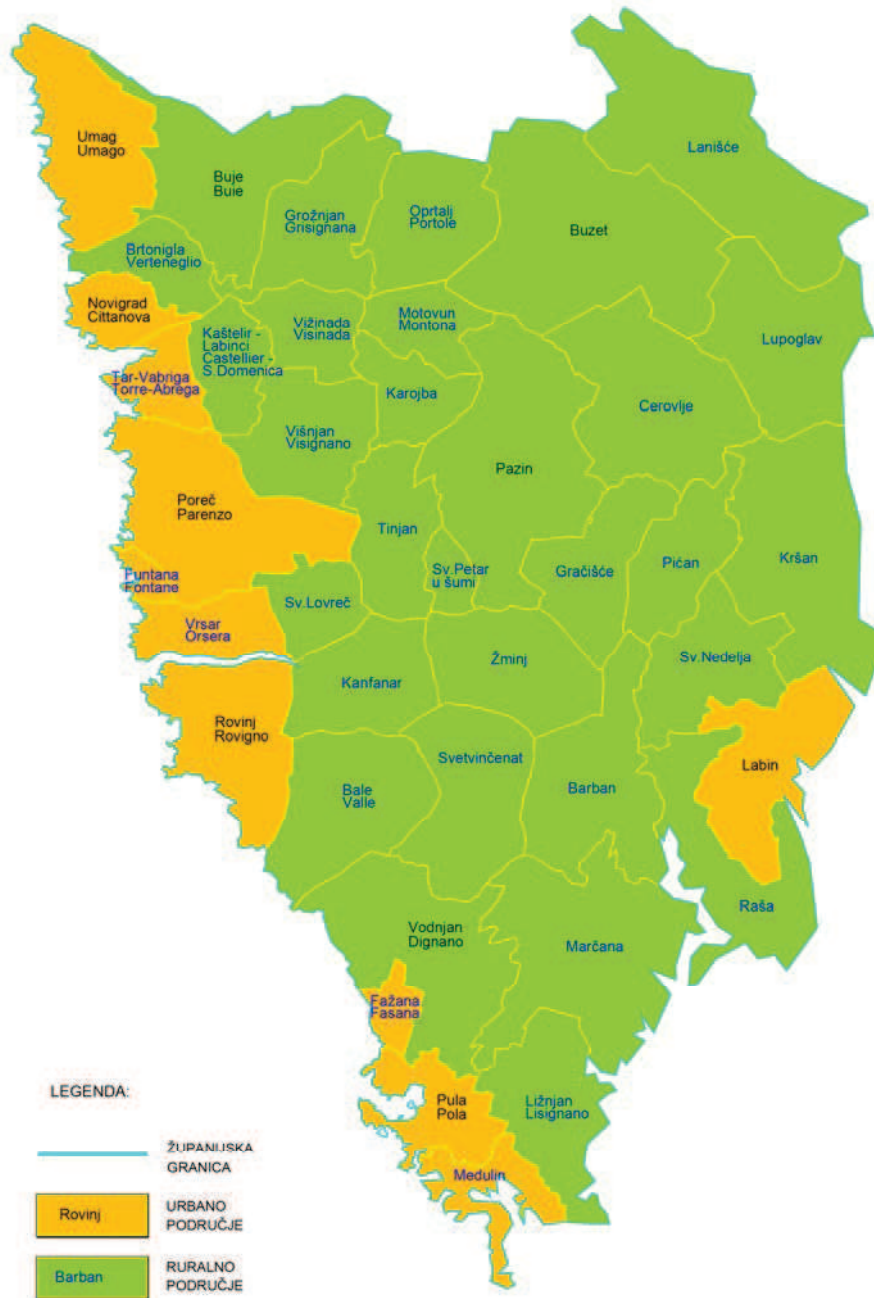 Umag
Umago
Buje
Buie
Lanišće
Grožnjan
Grisignana
Oprtalj
Portole
Buzet
Brtonigla
Verteneglio
Novigrad
Cittanova
Kaštelir -
Labinci
Castellier -
S.Domenica
Vižinada
Visinada
Motovun
Montona
Lupoglav
Tar-Vabriga
Torre-Abrega
Karojba
Cerovlje
Višnjan
Visignano
Pazin
Poreč
Parenzo
Tinjan
Sv.Petar
u šumi
Gračišće
Pićan
Kršan
Funtana
Fontane
Sv.Lovreč
Vrsar
Orsera
Žminj
Sv.Nedelja
Kanfanar
Rovinj
Rovigno
Svetvinčenat
Labin
Bale
Valle
Barban
Raša
Vodnjan
Dignano
Marčana
Fažana
Fasana
Pula
Pola
Ližnjan
Lisignano
Medulin
LEGENDA:
ŽUPANIJSKA
GRANICA
Rovinj
URBANO
PODRUČJE
Barban
RURALNO
PODRUČJE